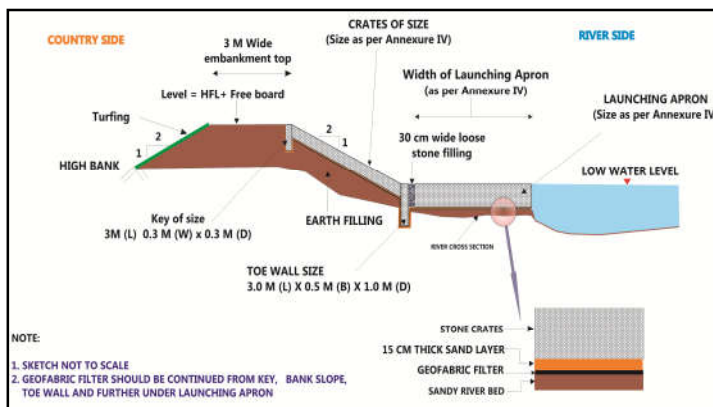 COUNTRY SIDE
3 M Wide
embankment top
CRATES OF SIZE
(Size as per Annexure IV)
RIVER SIDE
Width of Launching Apron
(as per Annexure IV)
Level = HFL+ Free board
LAUNCHING APRON
(Size as per Annexure IV
Turfing
2
1
2
1
30 cm wide loose
stone filling
HIGH BANK
LOW WATER LEVEL
Key of size
3M (L) 0.3 M (W) x 0.3 M (D)
EARTH FILLING
RIVER CROSS SECTION
TOE WALL SIZE
3.0 M (L) X 0.5 M (B) X 1.0 M (D)
NOTE:
1. SKETCH NOT TO SCALE
2. GEOFABRIC FILTER SHOULD BE CONTINUED FROM KEY, BANK SLOPE,
TOE WALL AND FURTHER UNDER LAUNCHING APRON
STONE CRATES
15 CM THICK SAND LAYER
GEOFABRIC FILTER
SANDY RIVER BED